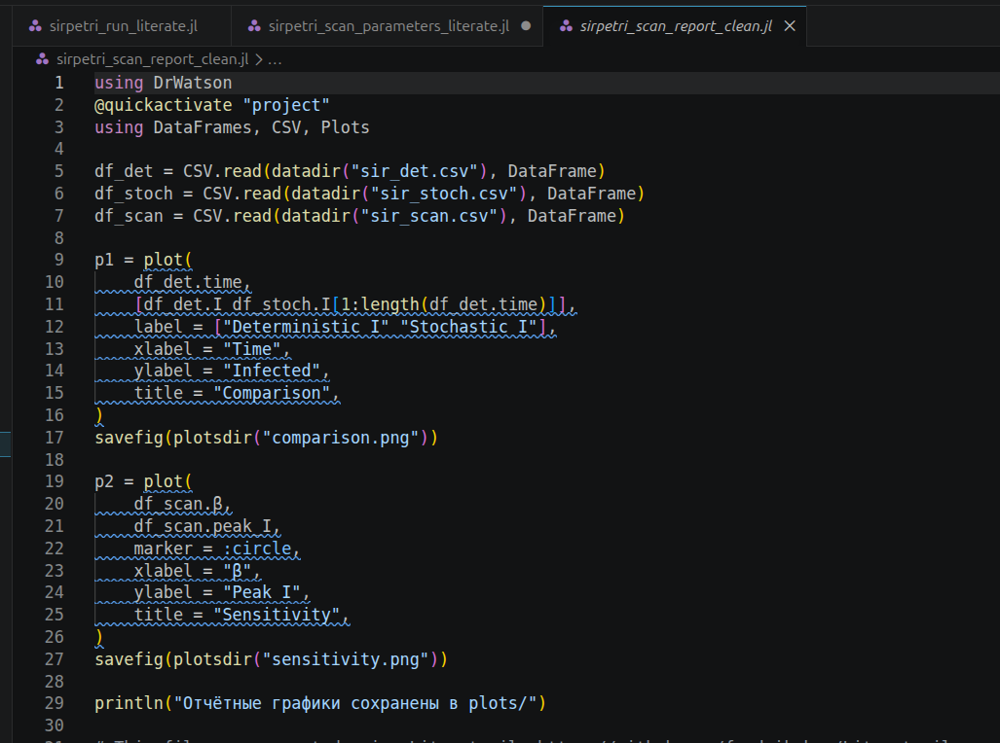 sirpetri_run_literate.jl
sirpetri_scan_parameters_literate.jl
sirpetri_scan_report_clean.jl
sirpetri_scan_report_clean.jl > ...
1 using DrWatson
2 @quickactivate "project"
3 using DataFrames, CSV, Plots
4
5 df_det = CSV.read(datadir("sir_det.csv"), DataFrame)
6 df_stoch = CSV.read(datadir("sir_stoch.csv"), DataFrame)
7 df_scan = CSV.read(datadir("sir_scan.csv"), DataFrame)
8
9 p1 = plot(
10     df_det.time,
11     [df_det.I df_stoch.I[1:length(df_det.time)]],
12     label = ["Deterministic I" "Stochastic I"],
13     xlabel = "Time",
14     ylabel = "Infected",
15     title = "Comparison",
16 )
17 savefig(plotsdir("comparison.png"))
18
19 p2 = plot(
20     df_scan.β,
21     df_scan.peak_I,
22     marker = :circle,
23     xlabel = "β",
24     ylabel = "Peak I",
25     title = "Sensitivity",
26 )
27 savefig(plotsdir("sensitivity.png"))
28
29 println("Отчётные графики сохранены в plots/")
30